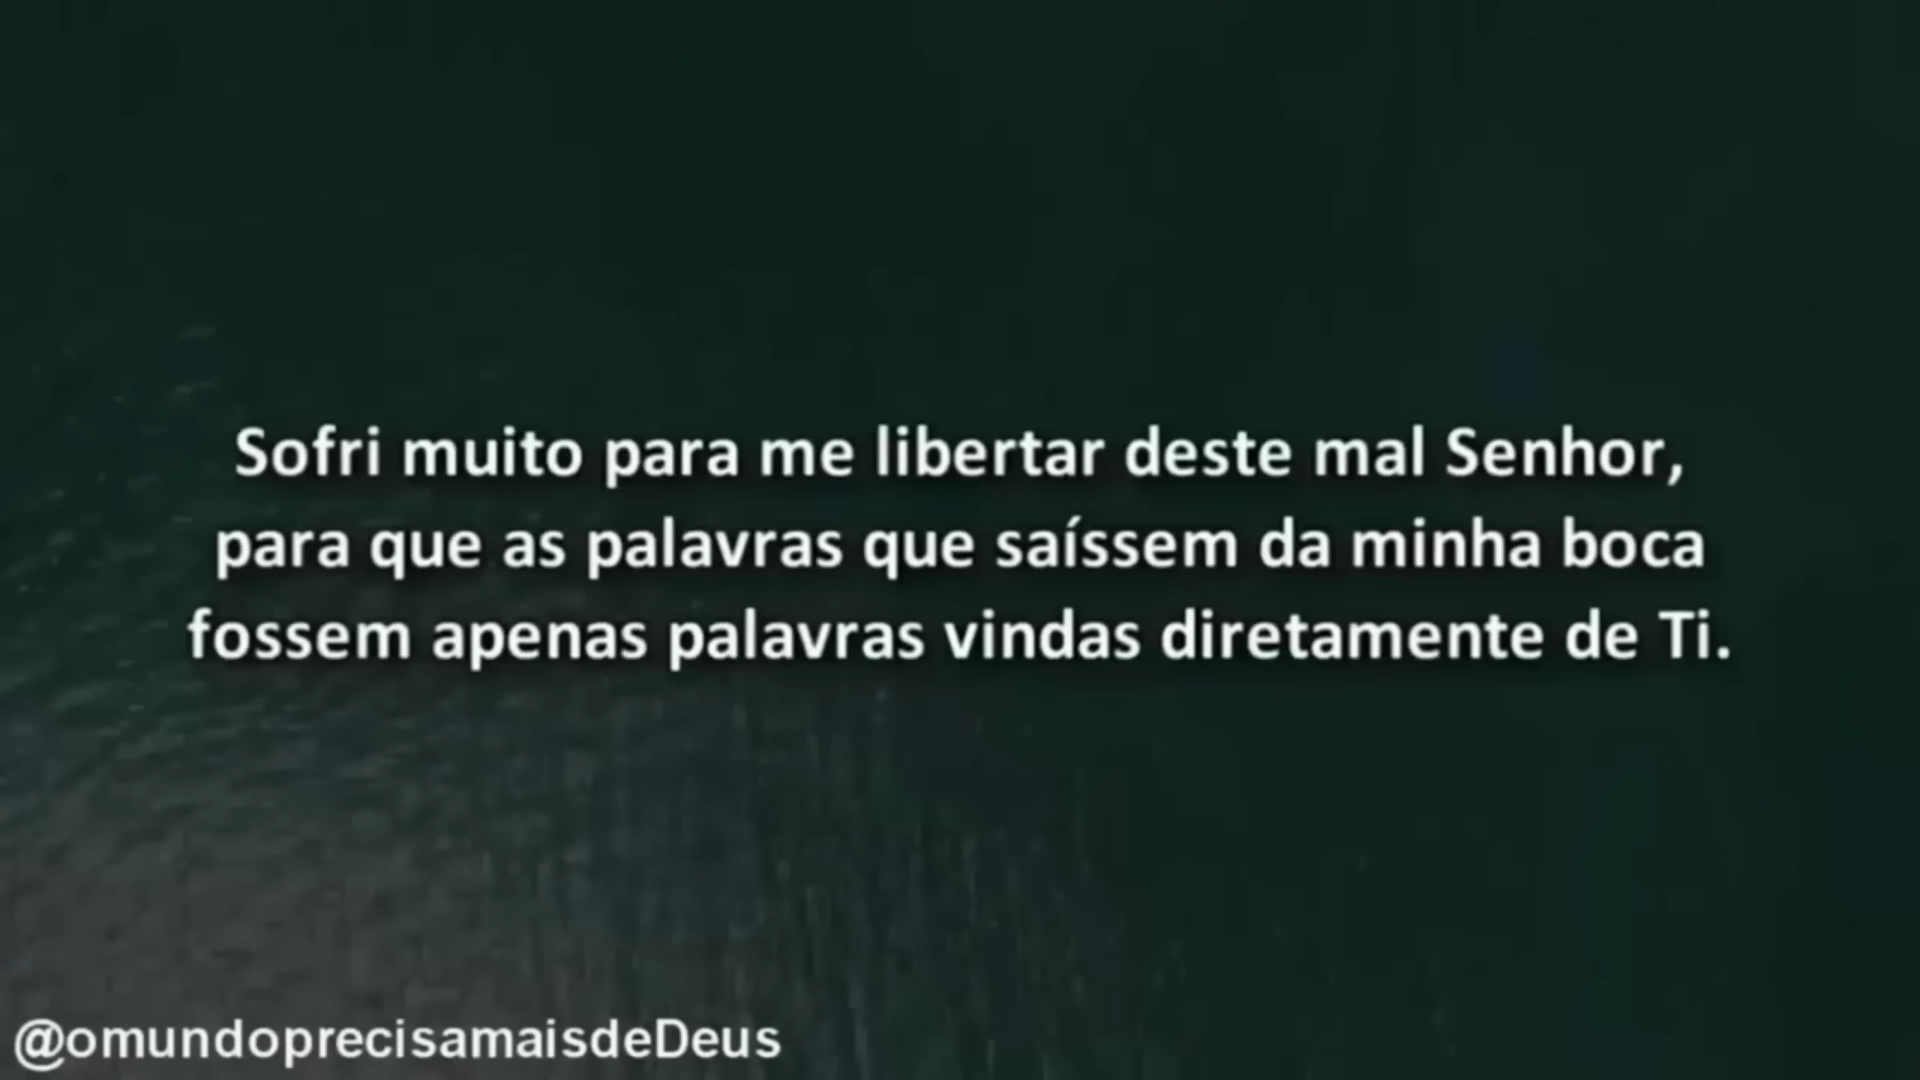 Sofri muito para me libertar deste mal Senhor,
para que as palavras que saíssem da minha boca
fossem apenas palavras vindas diretamente de Ti.
@omundoprecisamaisdeDeus